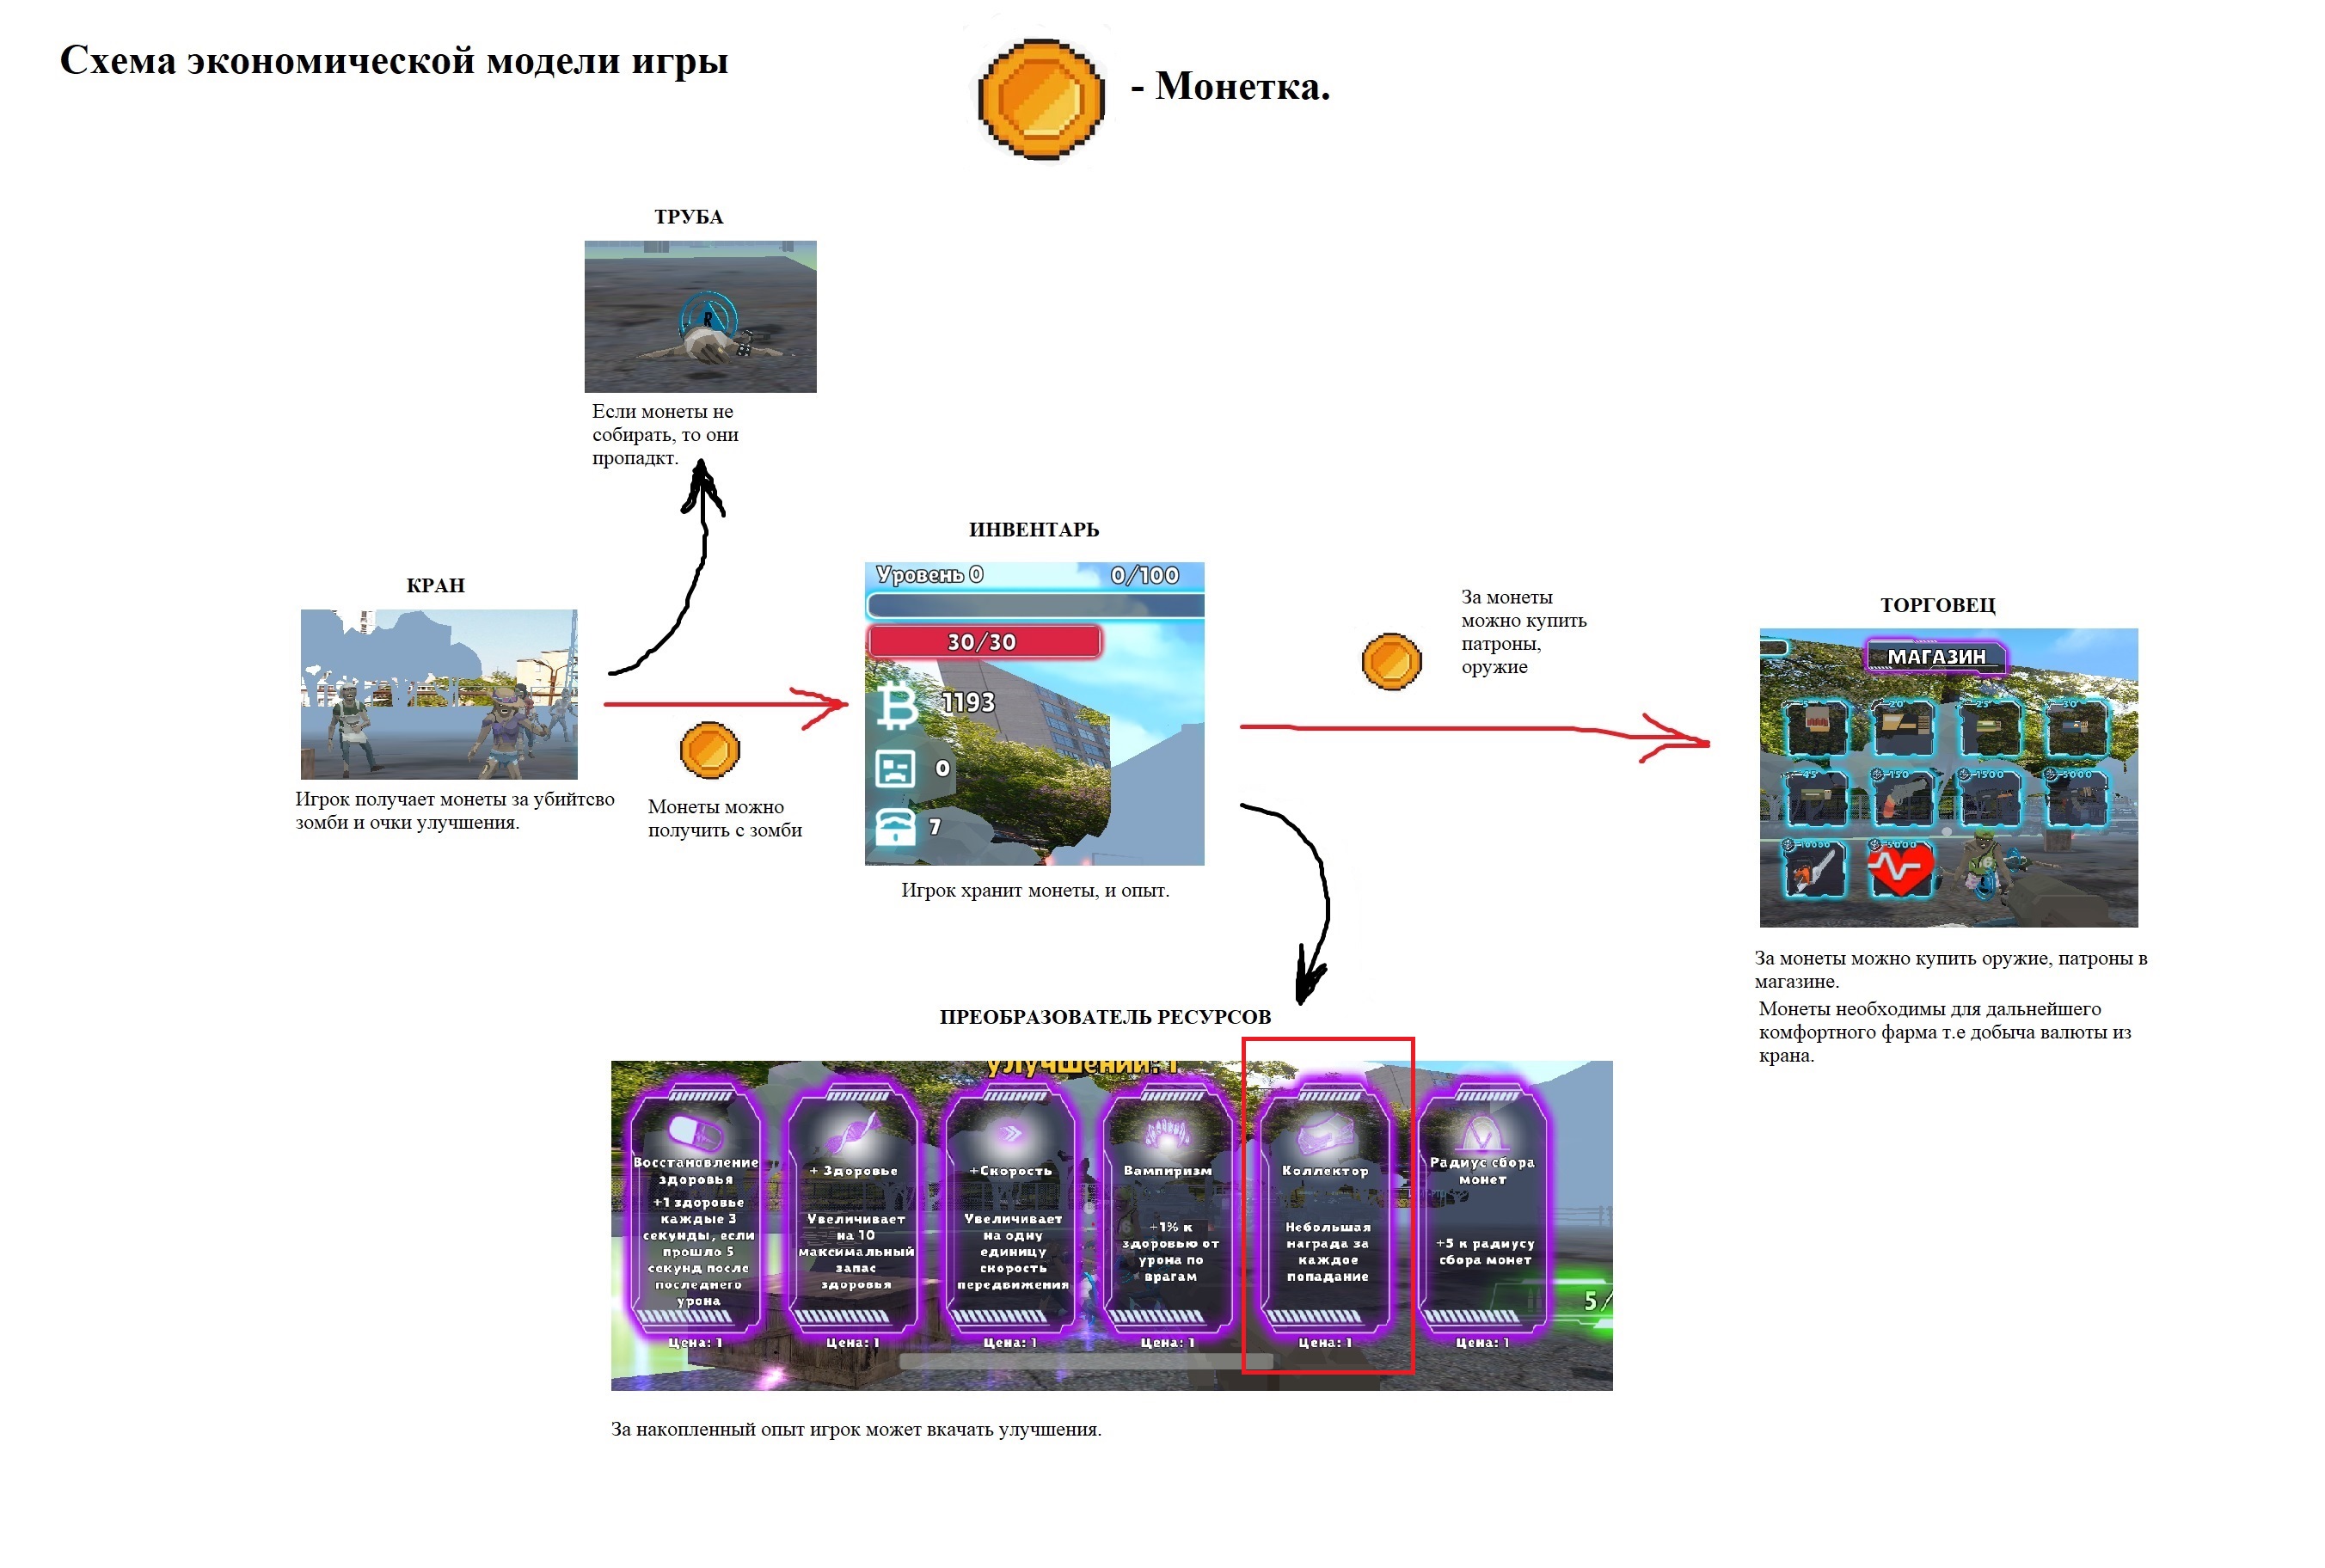 Схема экономической модели игры
- Монетка.
ТРУБА
Если монеты не
собирать, то они
пропадкт.
КРАН
Игрок получает монеты за убийтсво
зомби и очки улучшения.
Монеты можно
получить с зомби
ИНВЕНТАРЬ
Уровень 0 0/100
30/30
1193
0
7
Игрок хранит монеты, и опыт.
За монеты
можно купить
патроны,
оружие
ТОРГОВЕЦ
МАГАЗИН
5 20 25 30
45 150 1500 5000
10000 5000
За монеты можно купить оружие, патроны в
магазине.
Монеты необходимы для дальнейшего
комфортного фарма т.е добыча валюты из
крана.
ПРЕОБРАЗОВАТЕЛЬ РЕСУРСОВ
улучшений: 1
Восстановление
здоровья
+1 здоровье
каждые 3
секунды, если
прошло 5
секунд после
последнего
урона
Цена: 1
+ Здоровье
Увеличивает
на 10
максимальный
запас
здоровья
Цена: 1
+Скорость
Увеличивает
на одну
единицу
скорость
передвижения
Цена: 1
Вампиризм
+1% к
здоровью от
урона по
врагам
Цена: 1
Коллектор
Небольшая
награда за
каждое
попадание
Цена: 1
Радиус сбора
монет
+5 к радиусу
сбора монет
Цена: 1
5/
За накопленный опыт игрок может вкачать улучшения.